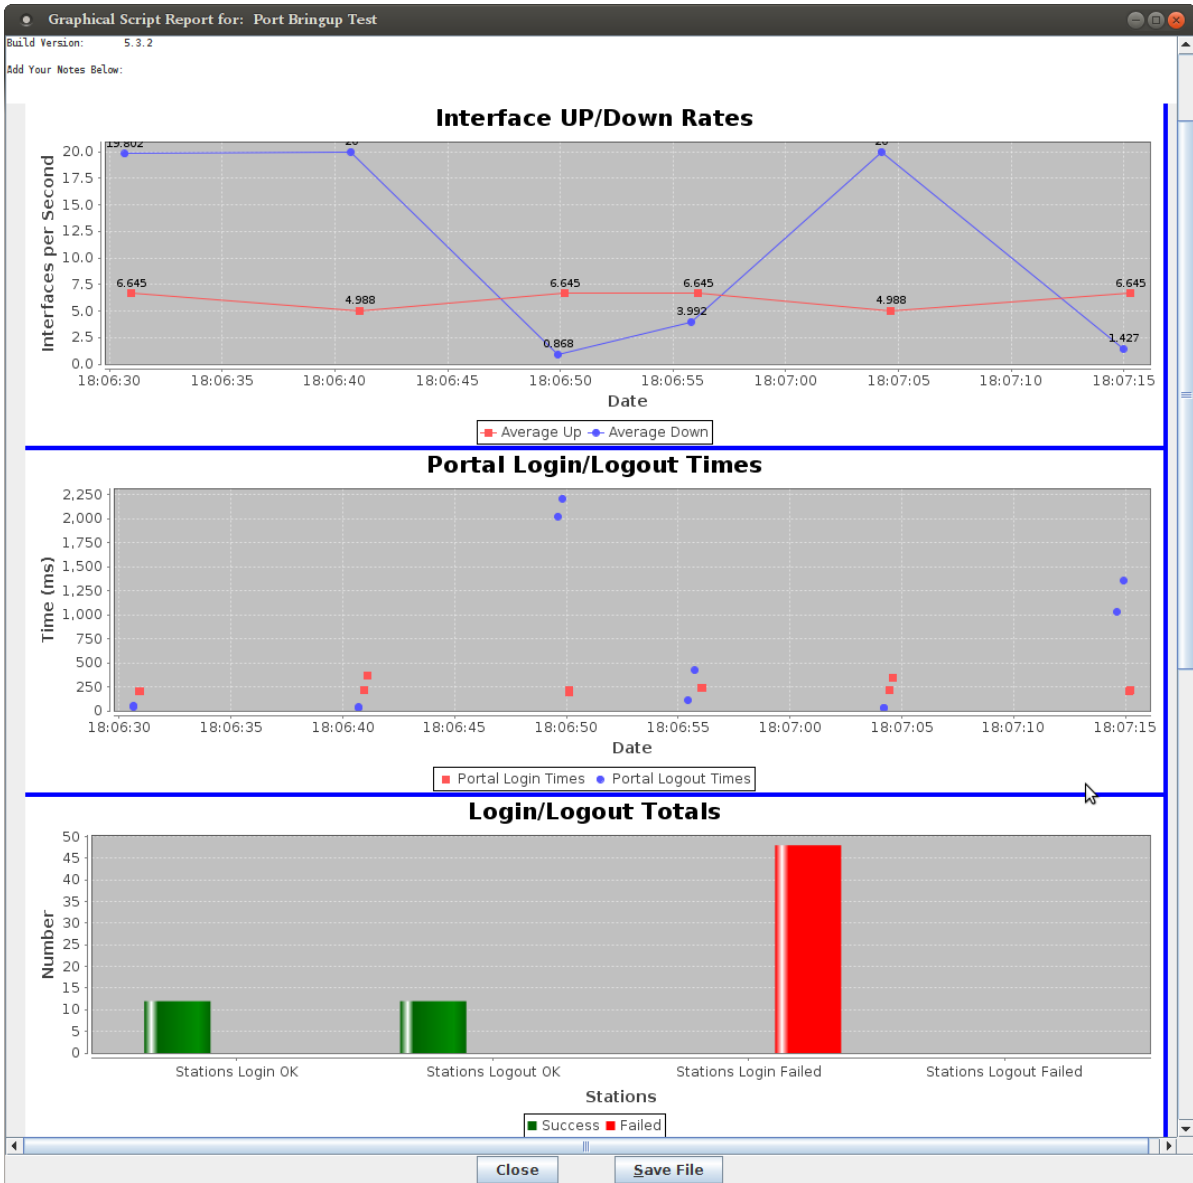 Graphical Script Report for:  Port Bringup Test
Build Version:       5.3.2
Add Your Notes Below:
Interface UP/Down Rates
Interfaces per Second
20.0
17.5
15.0
12.5
10.0
7.5
5.0
2.5
0.0
19.802
20
20
6.645
4.988
6.645
6.645
4.988
6.645
3.992
0.868
1.427
18:06:30 18:06:35 18:06:40 18:06:45 18:06:50 18:06:55 18:07:00 18:07:05 18:07:10 18:07:15
Date
Average Up Average Down
Portal Login/Logout Times
Time (ms)
2,250
2,000
1,750
1,500
1,250
1,000
750
500
250
0
18:06:30 18:06:35 18:06:40 18:06:45 18:06:50 18:06:55 18:07:00 18:07:05 18:07:10 18:07:15
Date
Portal Login Times Portal Logout Times
Login/Logout Totals
Number
50
45
40
35
30
25
20
15
10
5
0
Stations Login OK Stations Logout OK Stations Login Failed Stations Logout Failed
Stations
Success Failed
Close Save File